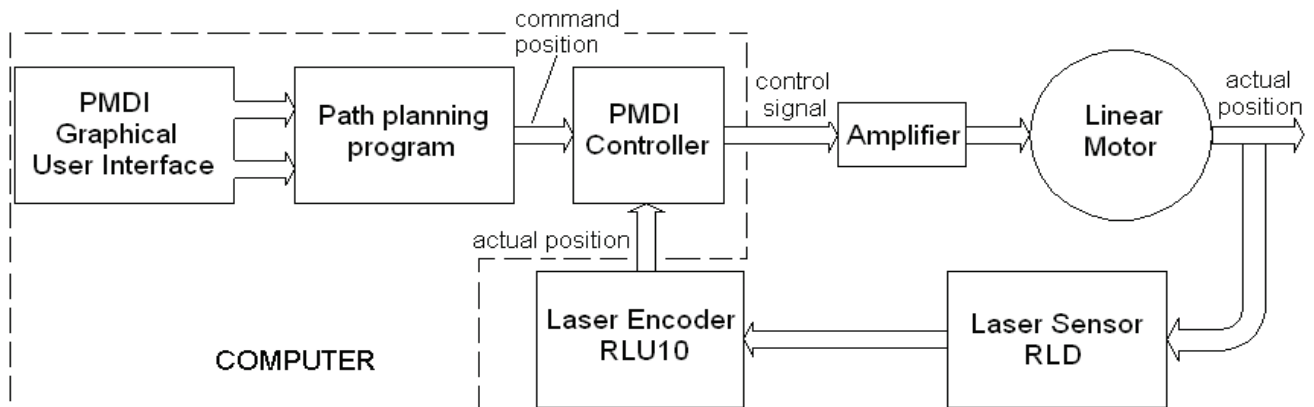 command
position
PMDI
Graphical
User Interface
Path planning
program
PMDI
Controller
control
signal
Amplifier
Linear
Motor
actual
position
actual position
Laser Encoder
RLU10
Laser Sensor
RLD
COMPUTER